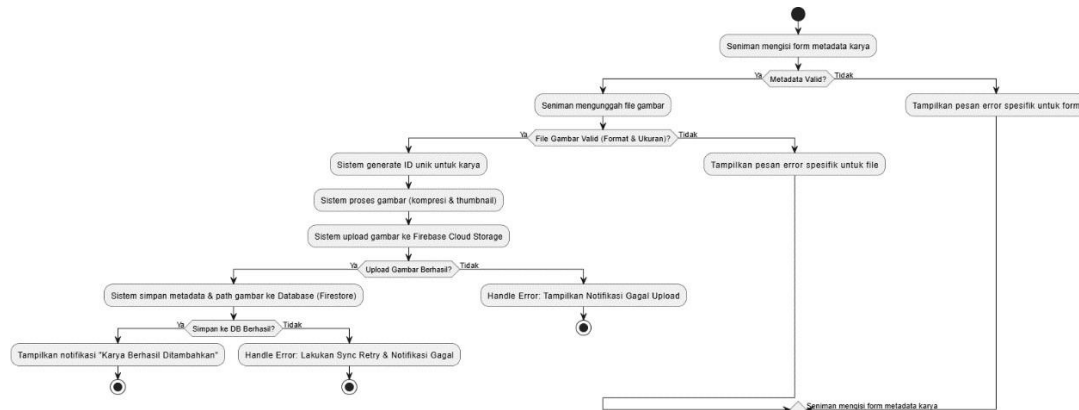 Seniman mengisi form metadata karya
Ya
Metadata Valid?
Tidak
Seniman mengunggah file gambar
Tampilkan pesan error spesifik untuk form
Ya
File Gambar Valid (Format & Ukuran)?
Tidak
Sistem generate ID unik untuk karya
Tampilkan pesan error spesifik untuk file
Sistem proses gambar (kompresi & thumbnail)
Sistem upload gambar ke Firebase Cloud Storage
Ya
Upload Gambar Berhasil?
Tidak
Sistem simpan metadata & path gambar ke Database (Firestore)
Handle Error: Tampilkan Notifikasi Gagal Upload
Ya
Simpan ke DB Berhasil?
Tidak
Tampilkan notifikasi "Karya Berhasil Ditambahkan"
Handle Error: Lakukan Sync Retry & Notifikasi Gagal
Seniman mengisi form metadata karya